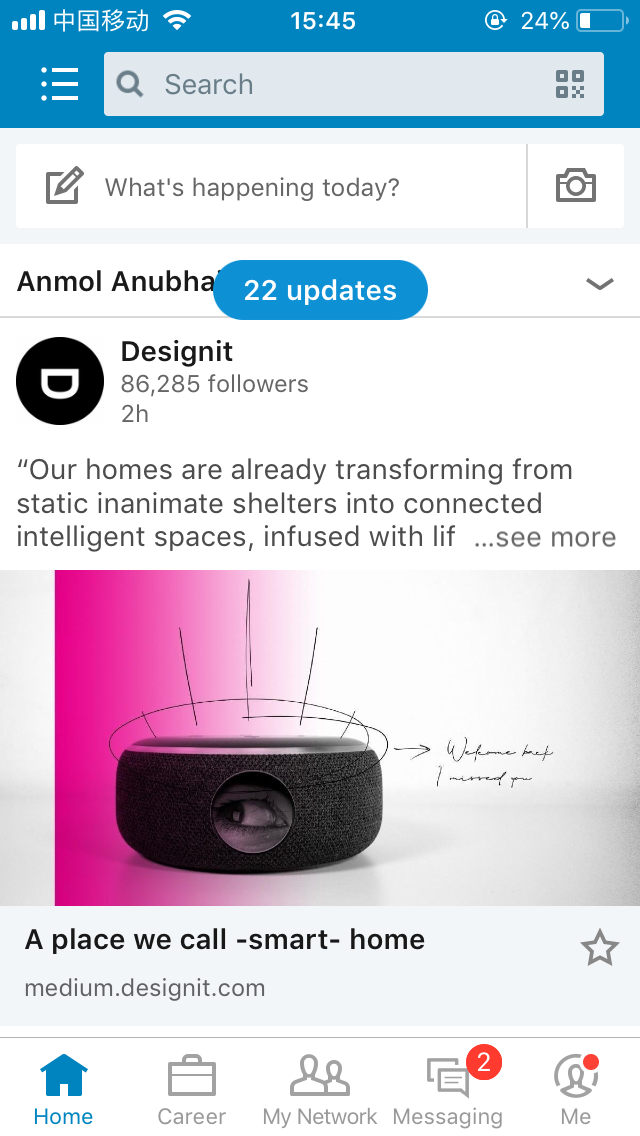 中国移动 15:45 24%
Search
What's happening today?
Anmol Anubha
22 updates
Designit
86,285 followers
2h
“Our homes are already transforming from
static inanimate shelters into connected
intelligent spaces, infused with lif ...see more
Welcome back
I missed you
A place we call -smart- home
medium.designit.com
2
Home Career My Network Messaging Me